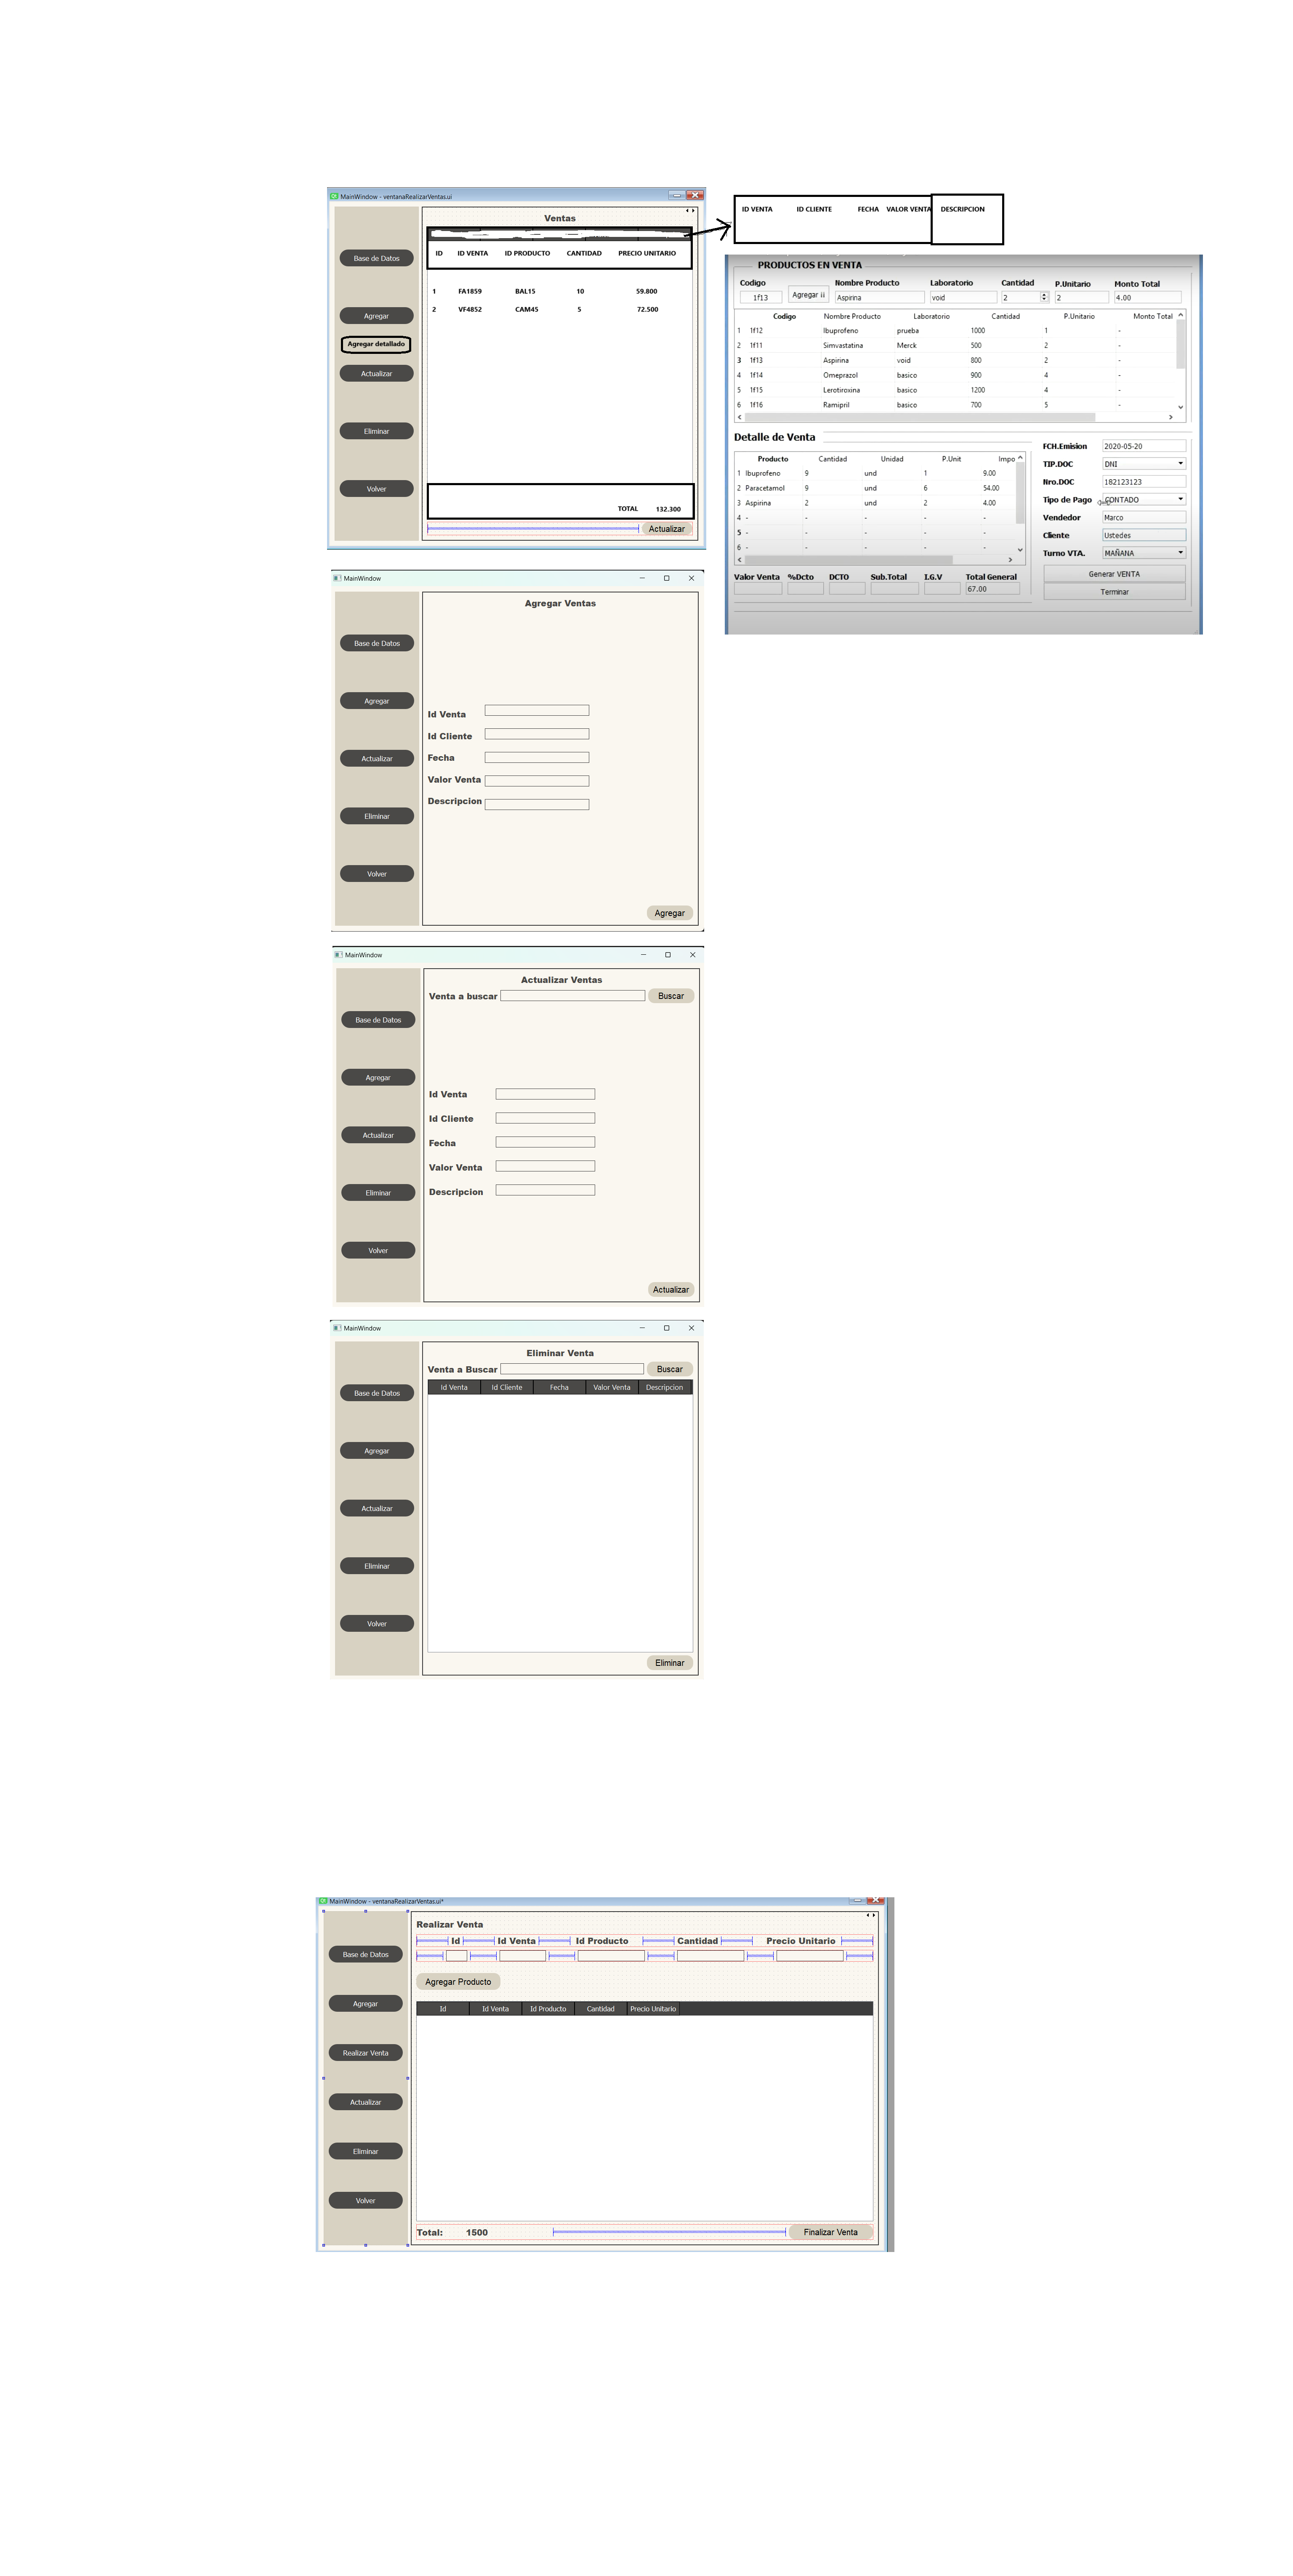 MainWindow - ventanaRealizarVentas.ui
Base de Datos
Agregar
Agregar detallado
Actualizar
Eliminar
Volver
Ventas
ID ID VENTA ID PRODUCTO CANTIDAD PRECIO UNITARIO
1 FA1859 BAL15 10 59.800
2 VF4852 CAM45 5 72.500
TOTAL 132.300
Actualizar
ID VENTA ID CLIENTE FECHA VALOR VENTA DESCRIPCION
PRODUCTOS EN VENTA
Codigo Nombre Producto Laboratorio Cantidad P.Unitario Monto Total
1f13 Agregar ii Aspirina void 2 2 4.00
Codigo Nombre Producto Laboratorio Cantidad P.Unitario Monto Total
1 1f12 Ibuprofeno prueba 1000 1 -
2 1f11 Simvastatina Merck 500 2 -
3 1f13 Aspirina void 800 2 -
4 1f14 Omeprazol basico 900 4 -
5 1f15 Lerotiroxina basico 1200 4 -
6 1f16 Ramipril basico 700 5 -
Detalle de Venta
Producto Cantidad Unidad P.Unit Impo
1 Ibuprofeno 9 und 1 9.00
2 Paracetamol 9 und 6 54.00
3 Aspirina 2 und 2 4.00
4 - - - - -
5 - - - - -
6 - - - - -
Valor Venta %Dcto DCTO Sub.Total I.G.V Total General
67.00
FCH.Emision 2020-05-20
TIP.DOC DNI
Nro.DOC 182123123
Tipo de Pago CONTADO
Vendedor Marco
Cliente Ustedes
Turno VTA. MAÑANA
Generar VENTA
Terminar
MainWindow
Base de Datos
Agregar
Actualizar
Eliminar
Volver
Agregar Ventas
Id Venta
Id Cliente
Fecha
Valor Venta
Descripcion
Agregar
MainWindow
Base de Datos
Agregar
Actualizar
Eliminar
Volver
Actualizar Ventas
Venta a buscar Buscar
Id Venta
Id Cliente
Fecha
Valor Venta
Descripcion
Actualizar
MainWindow
Base de Datos
Agregar
Actualizar
Eliminar
Volver
Eliminar Venta
Venta a Buscar Buscar
Id Venta Id Cliente Fecha Valor Venta Descripcion
Eliminar
MainWindow - ventanaRealizarVentas.ui*
Base de Datos
Agregar
Realizar Venta
Actualizar
Eliminar
Volver
Realizar Venta
Id Id Venta Id Producto Cantidad Precio Unitario
Agregar Producto
Id Id Venta Id Producto Cantidad Precio Unitario
Total: 1500 Finalizar Venta